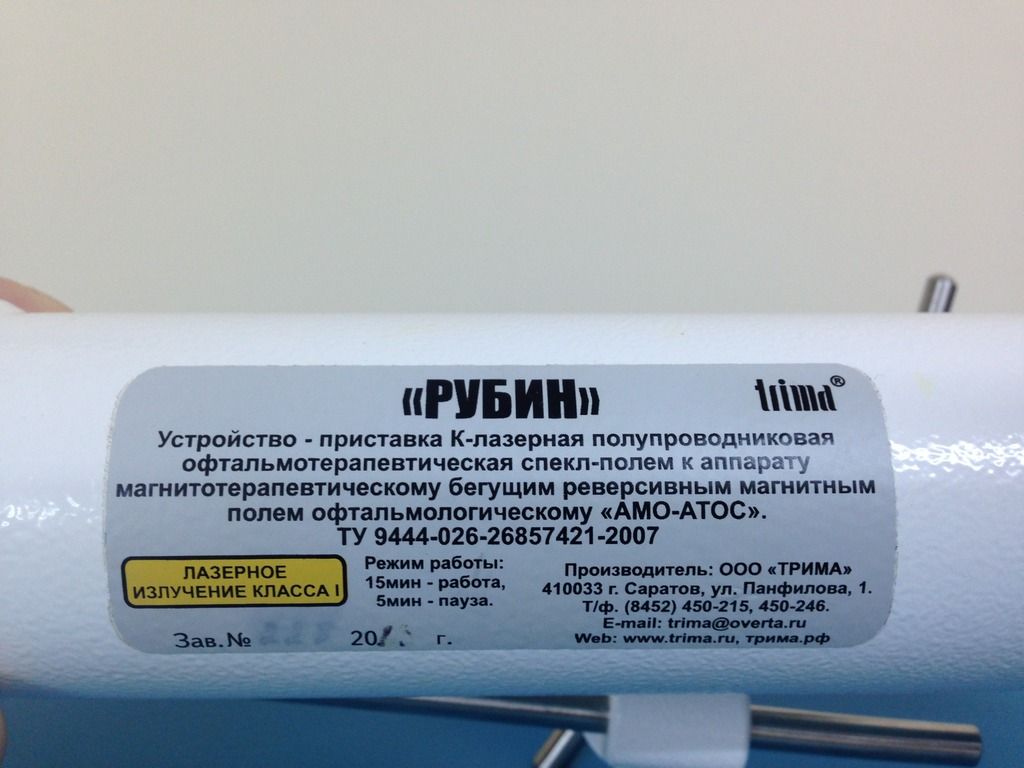 «РУБИН»
trima®
Устройство - приставка К-лазерная полупроводниковая
офтальмотерапевтическая спекл-полем к аппарату
магнитотерапевтическому бегущим реверсивным магнитным
полем офтальмологическому «АМО-АТОС».
ТУ 9444-026-26857421-2007
ЛАЗЕРНОЕ
ИЗЛУЧЕНИЕ КЛАССА I
Режим работы:
15мин - работа,
5мин - пауза.
Производитель: ООО «ТРИМА»
410033 г. Саратов, ул. Панфилова, 1.
Т/ф. (8452) 450-215, 450-246.
E-mail: trima@overta.ru
Web: www.trima.ru, трима.рф
Зав.№ 20 г.